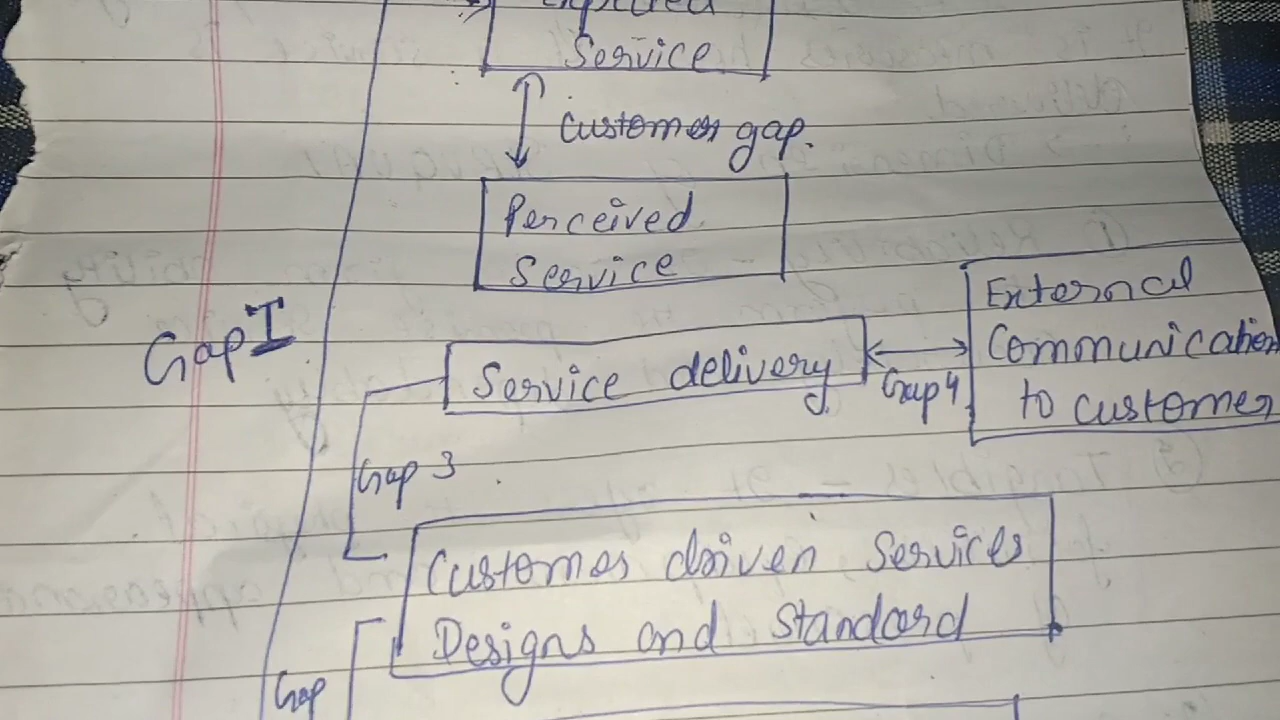 Expected
Service
Customer gap.
Perceived
Service
Gap I
Service delivery
Gap 4
External
Communication
to customer
Gap 3
Customer driven Services
Designs and Standard
Gap